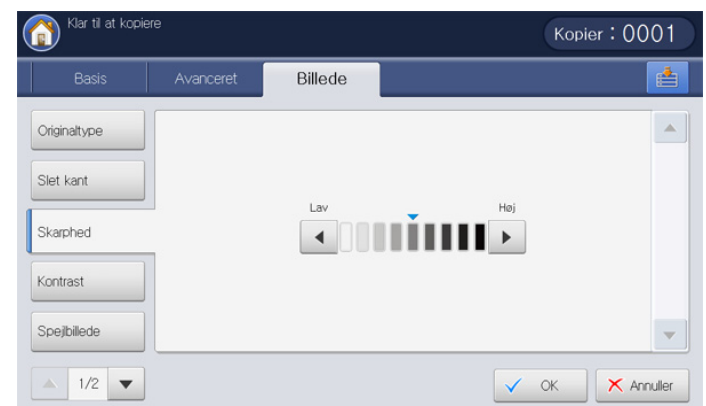 Klar til at kopiere
Kopier : 0001
Basis
Avanceret
Billede
Originaltype
Slet kant
Skarphed
Kontrast
Spejlbillede
Lav
Høj
1/2
OK
Annuller